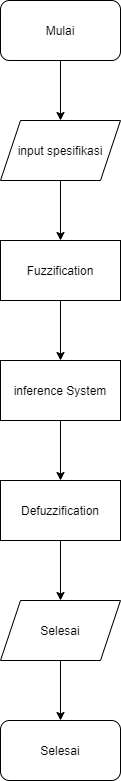 Mulai
input spesifikasi
Fuzzification
inference System
Defuzzification
Selesai
Selesai